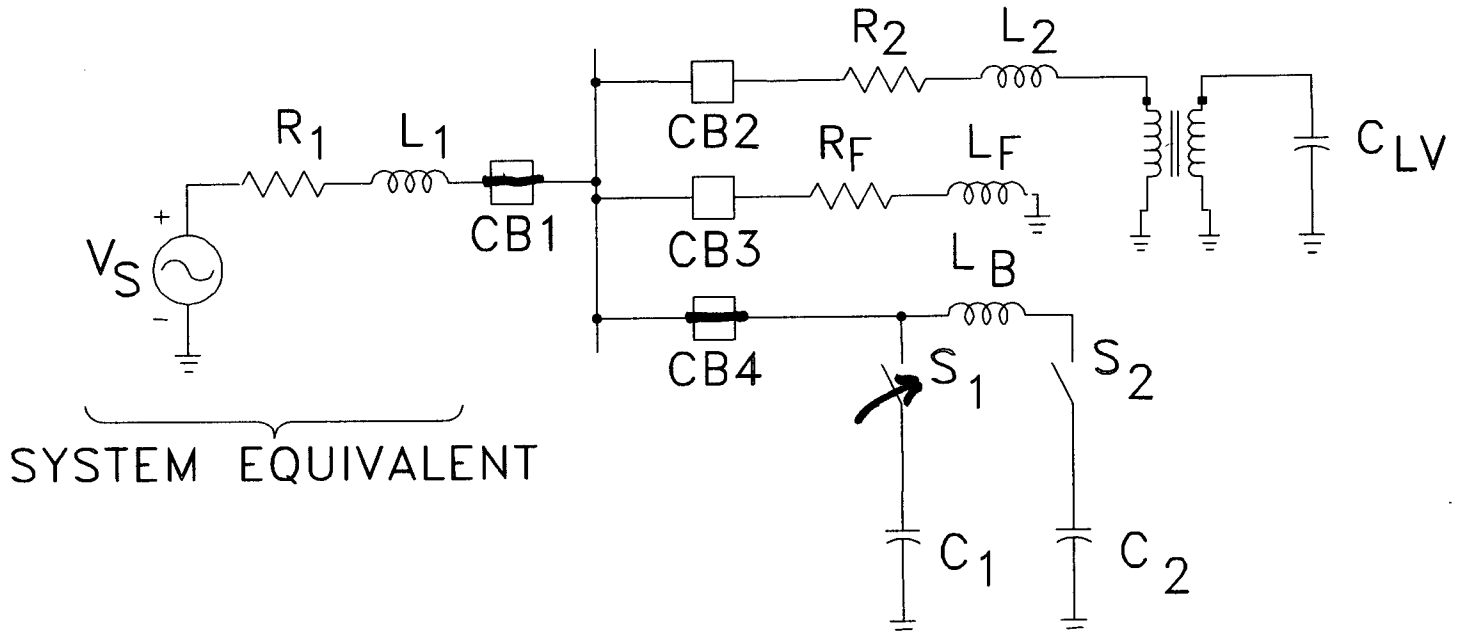 R2
L2
R1
L1
CB2
CLV
RF
LF
CB1
CB3
VS
+
−
LB
CB4
S1
S2
SYSTEM EQUIVALENT
C1
C2